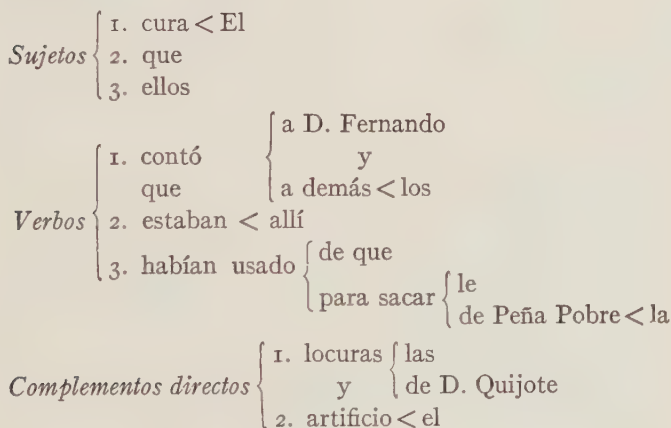 1. cura < El
Sujetos 2. que
3. ellos
a D. Fernando
1. contó y
que a demás < los
Verbos 2. estaban < allí
3. habían usado de que
para sacar le
de Peña Pobre < la
1. locuras las
Complementos directos y de D. Quijote
2. artificio < el